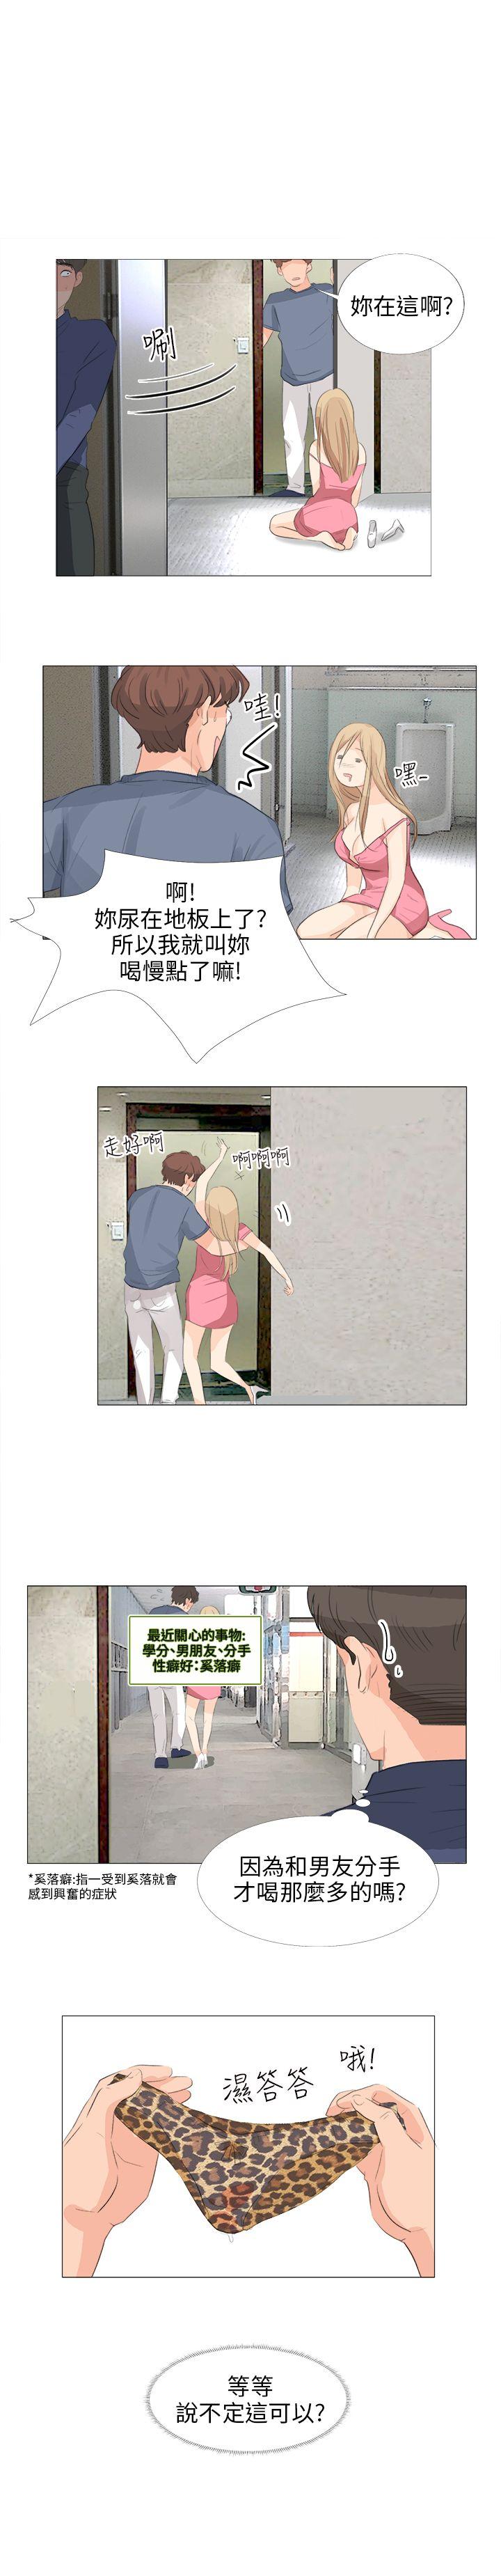 妳在這啊?
唰
哇!
嘿-
啊!
妳尿在地板上了?
所以我就叫妳
喝慢點了嘛!
走好啊
啊啊啊
最近關心的事物:
學分、男朋友、分手
性癖好:奚落癖
*奚落癖:指一受到奚落就會
感到興奮的症狀
因為和男友分手
才喝那麼多的嗎?
濕答答
哦!
等等
說不定這可以?